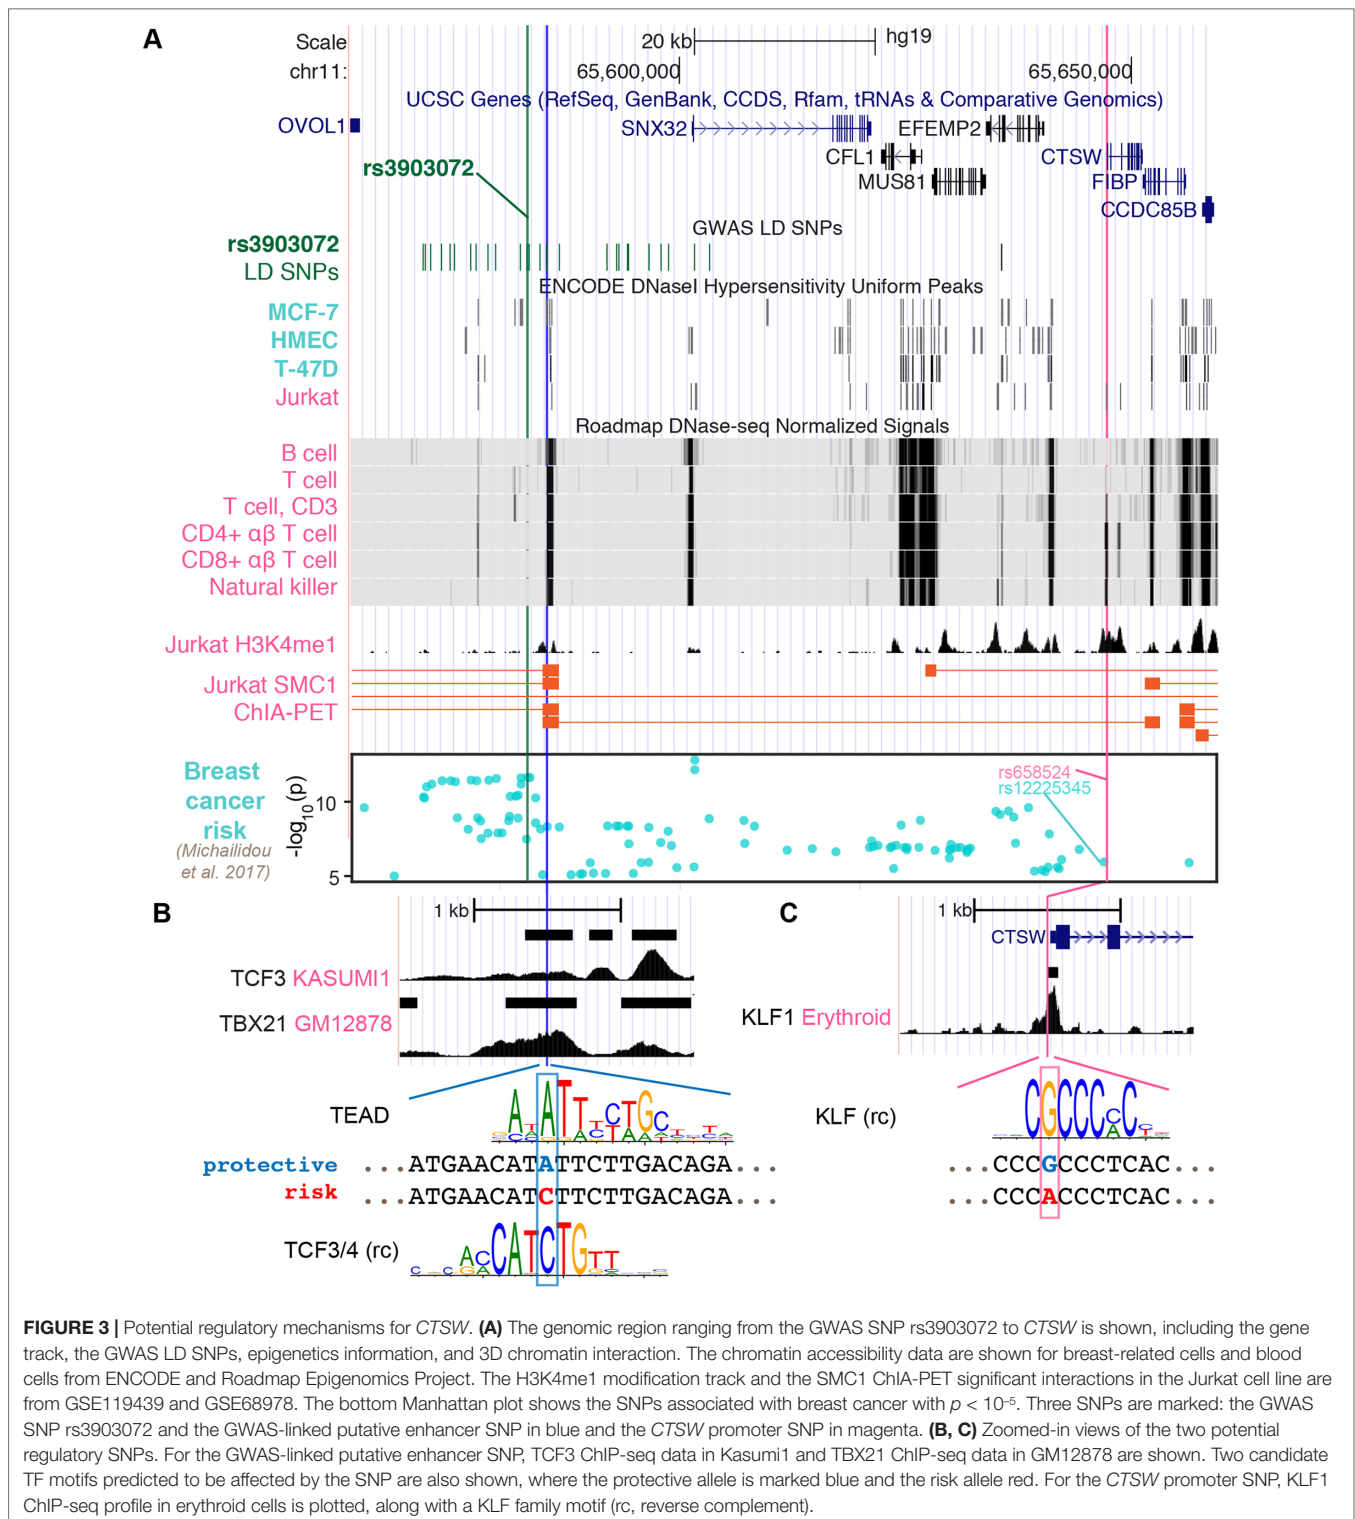 A
Scale 20 kb hg19
chr11: 65,600,000 65,650,000
UCSC Genes (RefSeq, GenBank, CCDS, Rfam, tRNAs & Comparative Genomics)
OVOL1 SNX32 EFEMP2
CFL1 CTSW
rs3903072
MUS81 FIBP
CCDC85B
GWAS LD SNPs
rs3903072
LD SNPs
ENCODE DNaseI Hypersensitivity Uniform Peaks
MCF-7
HMEC
T-47D
Jurkat
Roadmap DNase-seq Normalized Signals
B cell
T cell
T cell, CD3
CD4+ αβ T cell
CD8+ αβ T cell
Natural killer
Jurkat H3K4me1
Jurkat SMC1
ChIA-PET
Breast
cancer
risk
(Michailidou
et al. 2017)
-log10(p)
10
5
rs658524
rs12225345
B
1 kb
TCF3 KASUMI1
TBX21 GM12878
TEAD
protective ...ATGAACATATTCTTGACAGA...
risk ...ATGAACATCTTCTTGACAGA...
TCF3/4 (rc)
C
1 kb
CTSW
KLF1 Erythroid
KLF (rc)
...CCCGCCCTCAC...
...CCCACCCTCAC...
FIGURE 3 | Potential regulatory mechanisms for CTSW. (A) The genomic region ranging from the GWAS SNP rs3903072 to CTSW is shown, including the gene
track, the GWAS LD SNPs, epigenetics information, and 3D chromatin interaction. The chromatin accessibility data are shown for breast-related cells and blood
cells from ENCODE and Roadmap Epigenomics Project. The H3K4me1 modification track and the SMC1 ChIA-PET significant interactions in the Jurkat cell line are
from GSE119439 and GSE68978. The bottom Manhattan plot shows the SNPs associated with breast cancer with p < 10⁻⁵. Three SNPs are marked: the GWAS
SNP rs3903072 and the GWAS-linked putative enhancer SNP in blue and the CTSW promoter SNP in magenta. (B, C) Zoomed-in views of the two potential
regulatory SNPs. For the GWAS-linked putative enhancer SNP, TCF3 ChIP-seq data in Kasumi1 and TBX21 ChIP-seq data in GM12878 are shown. Two candidate
TF motifs predicted to be affected by the SNP are also shown, where the protective allele is marked blue and the risk allele red. For the CTSW promoter SNP, KLF1
ChIP-seq profile in erythroid cells is plotted, along with a KLF family motif (rc, reverse complement).